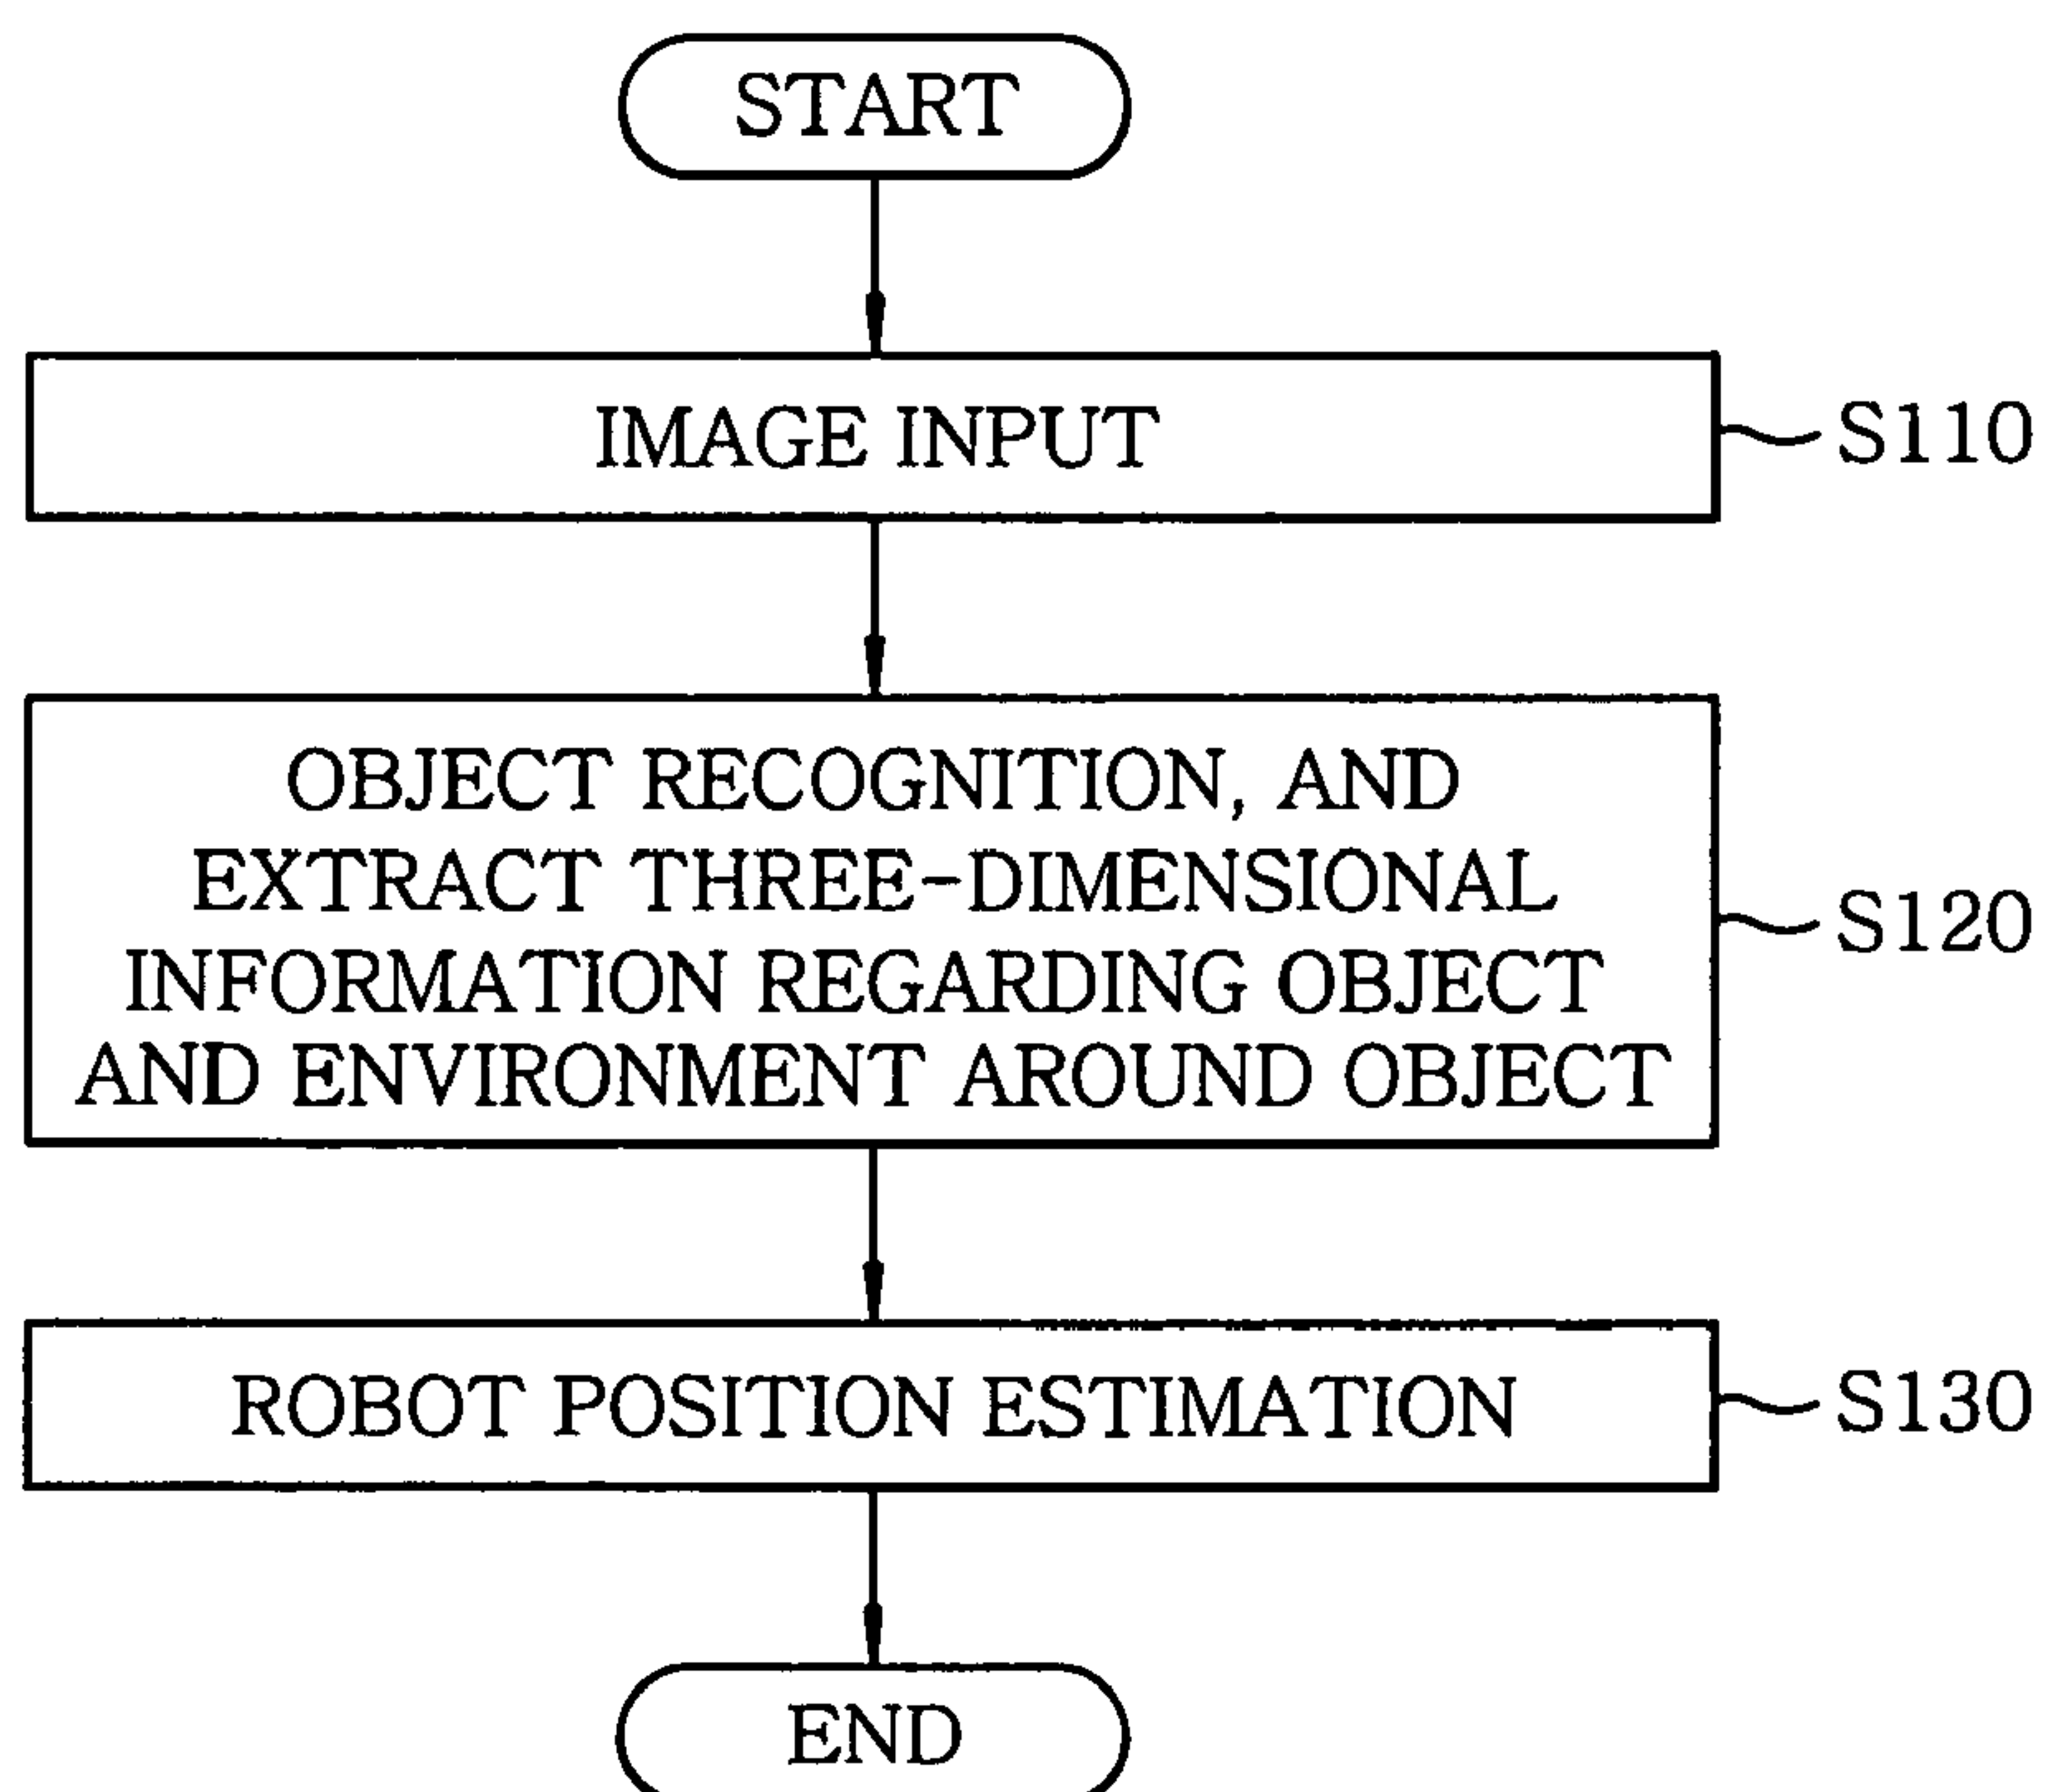 START
IMAGE INPUT
S110
OBJECT RECOGNITION, AND
EXTRACT THREE-DIMENSIONAL
INFORMATION REGARDING OBJECT
AND ENVIRONMENT AROUND OBJECT
S120
ROBOT POSITION ESTIMATION
S130
END